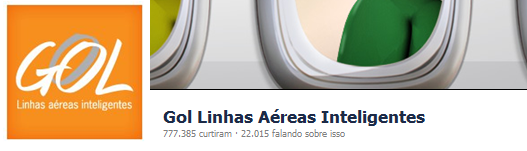 GOL
Linhas aéreas inteligentes
Gol Linhas Aéreas Inteligentes
777.385 curtiram · 22.015 falando sobre isso